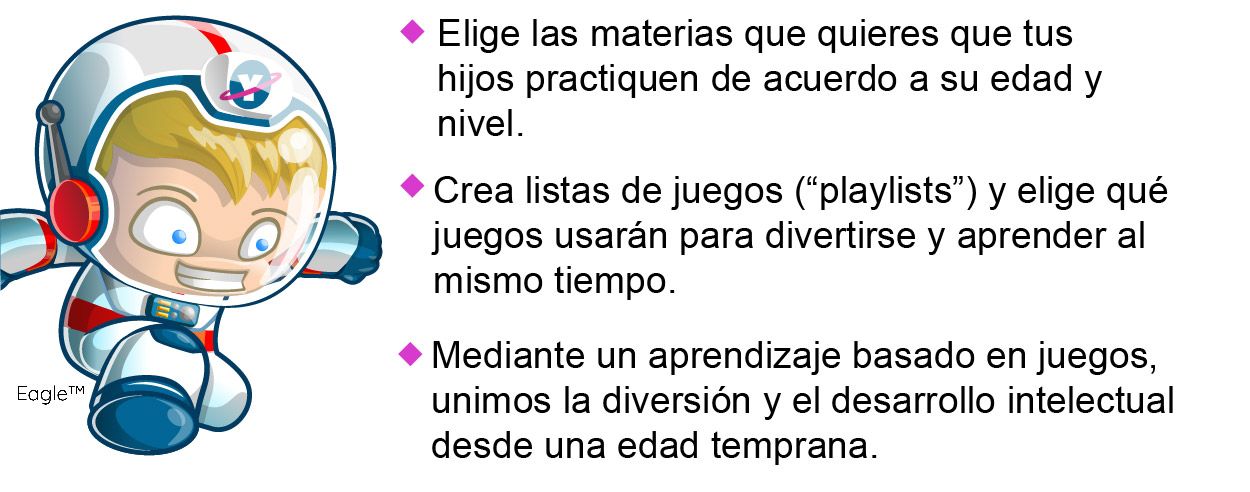 Y
Elige las materias que quieres que tus
hijos practiquen de acuerdo a su edad y
nivel.
Crea listas de juegos (“playlists”) y elige qué
juegos usarán para divertirse y aprender al
mismo tiempo.
Mediante un aprendizaje basado en juegos,
unimos la diversión y el desarrollo intelectual
desde una edad temprana.
Eagle™